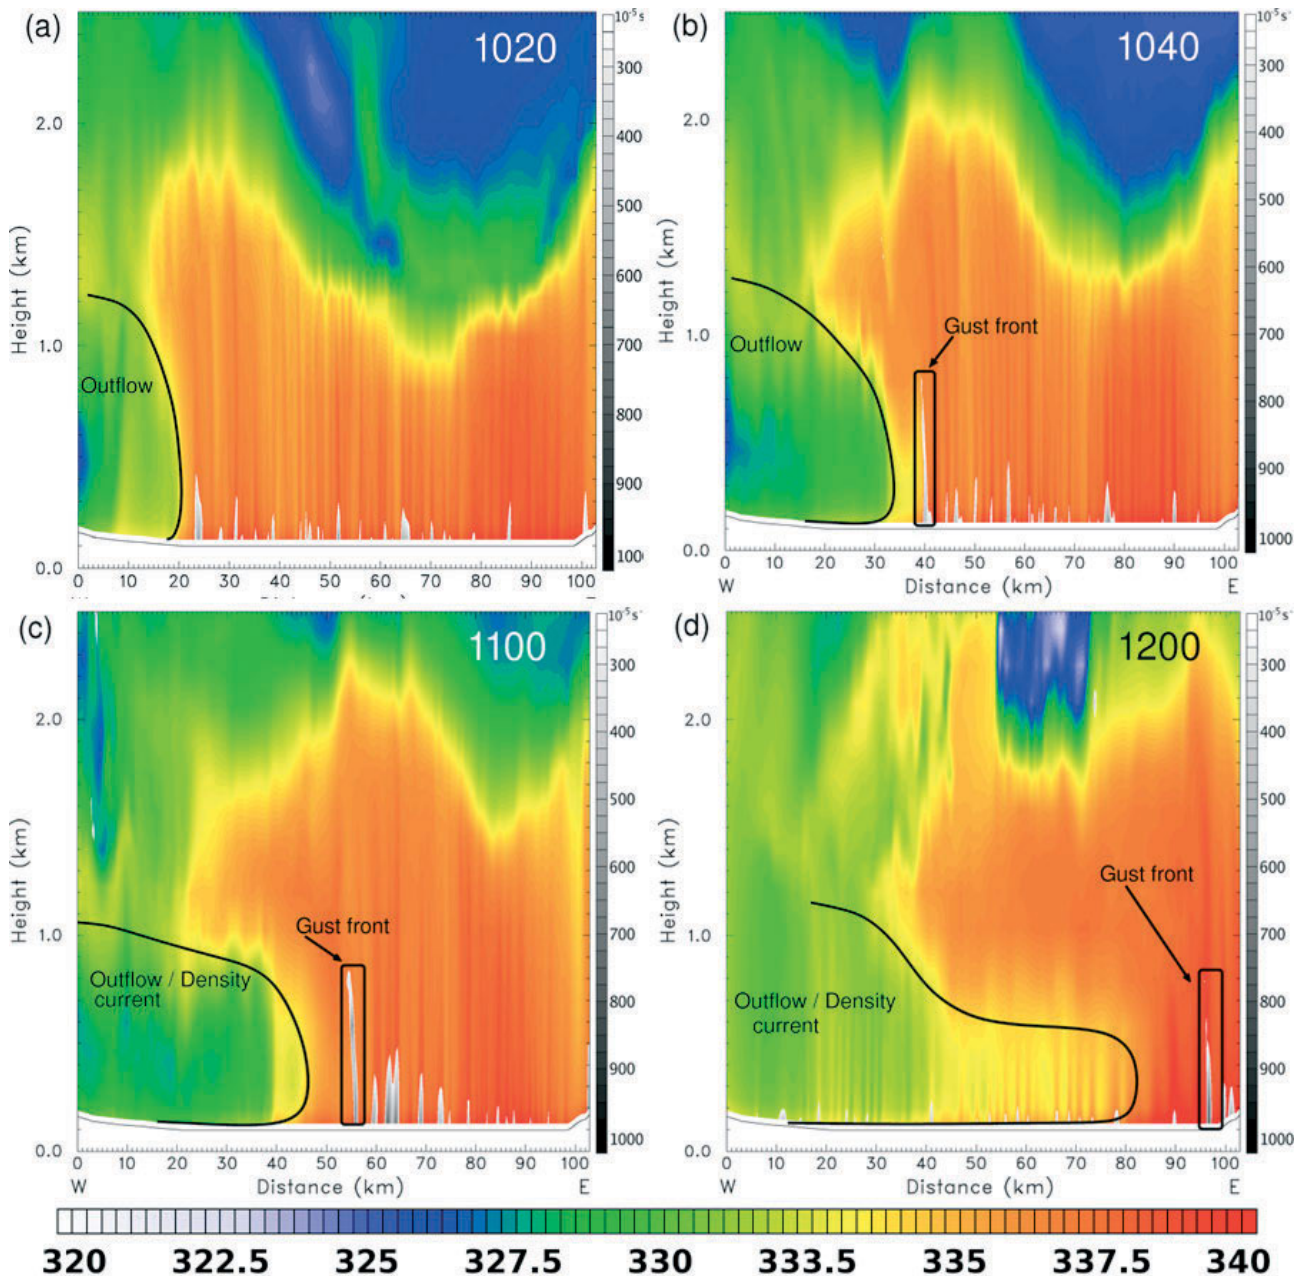 (a)
1020
10⁻⁵s
300
400
500
600
700
800
900
100
2.0
1.0
0.0
Height (km)
Outflow
0 10 20 30 40 50 60 70 80 90 100
(b)
1040
10⁻⁵s⁻
300
400
500
600
700
800
900
1000
2.0
1.0
0.0
Height (km)
Outflow
Gust front
0 10 20 30 40 50 60 70 80 90 100
W Distance (km) E
(c)
1100
10⁻⁵s⁻
300
400
500
600
700
800
900
1000
2.0
1.0
0.0
Height (km)
Gust front
Outflow / Density
current
0 10 20 30 40 50 60 70 80 90 100
W Distance (km) E
(d)
1200
10⁻⁵s⁻
300
400
500
600
700
800
900
1000
2.0
1.0
0.0
Height (km)
Gust front
Outflow / Density
current
0 10 20 30 40 50 60 70 80 90 100
W Distance (km) E
320 322.5 325 327.5 330 333.5 335 337.5 340